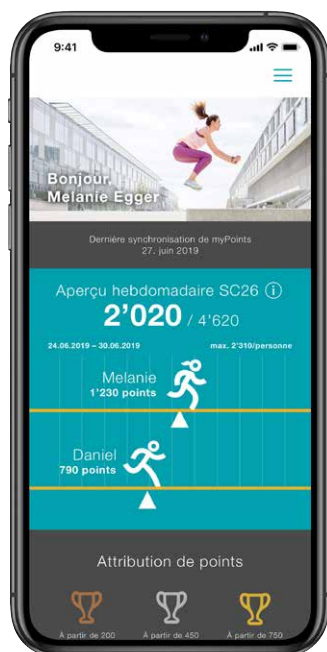 9:41
Bonjour,
Melanie Egger
Dernière synchronisation de myPoints
27. juin 2019
Aperçu hebdomadaire SC26 i
2'020 / 4'620
24.06.2019 – 30.06.2019 max. 2'310/personne
Melanie
1'230 points
Daniel
790 points
Attribution de points
À partir de 200 À partir de 450 À partir de 750